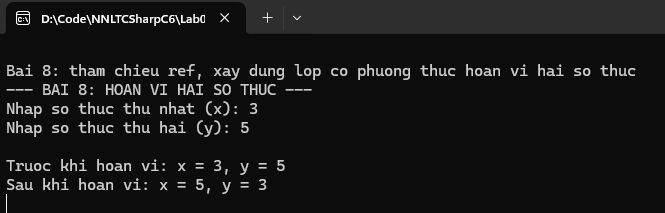 D:\Code\NNLTCSharpC6\Lab0
Bai 8: tham chieu ref, xay dung lop co phuong thuc hoan vi hai so thuc
--- BAI 8: HOAN VI HAI SO THUC ---
Nhap so thuc thu nhat (x): 3
Nhap so thuc thu hai (y): 5
Truoc khi hoan vi: x = 3, y = 5
Sau khi hoan vi: x = 5, y = 3